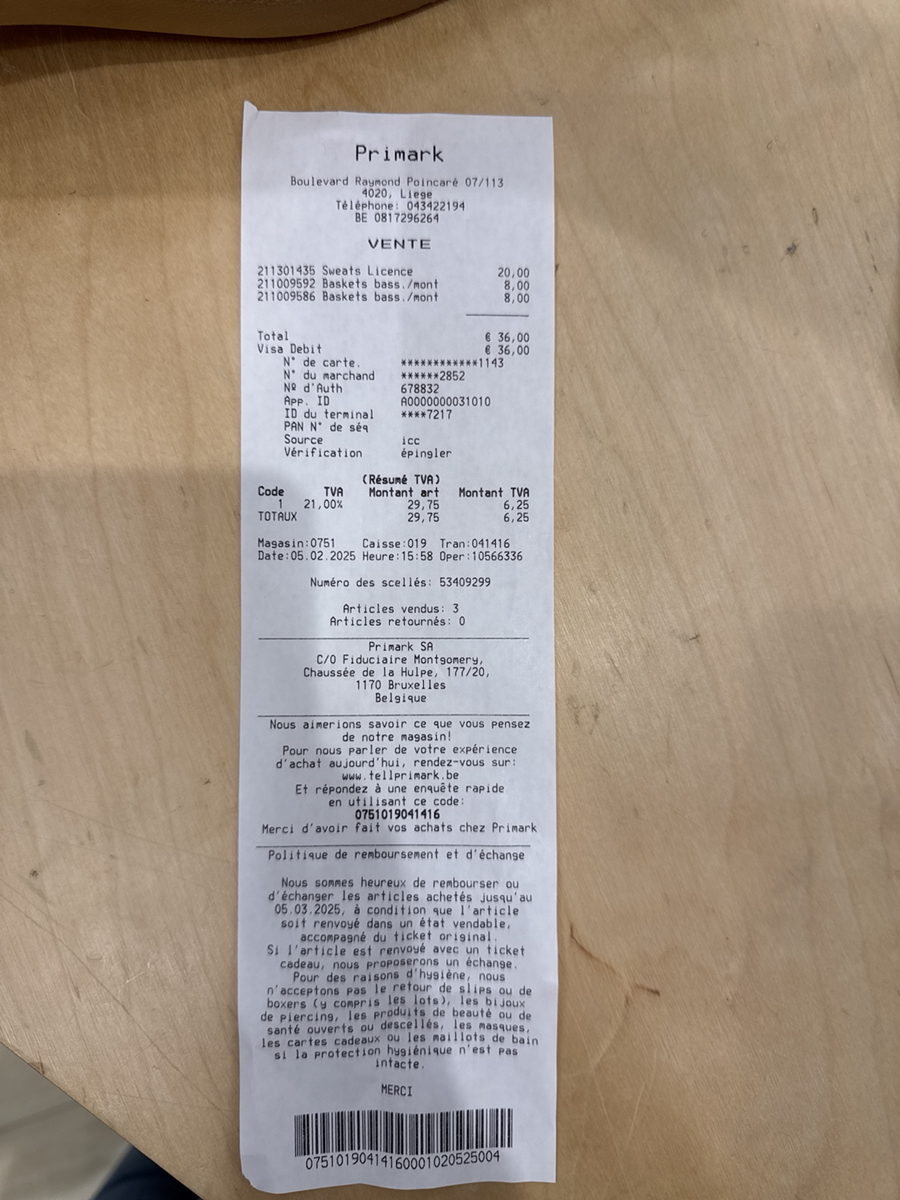 Primark
Boulevard Raymond Poincaré 07/113
4020, Liege
Téléphone: 043422194
BE 0817296264
VENTE
211301435 Sweats Licence 20,00
211009592 Baskets bass./mont 8,00
211009586 Baskets bass./mont 8,00
Total € 36,00
Visa Debit € 36,00
N° de carte. ************1143
N° du marchand ******2852
Nº d'Auth 678832
App. ID A0000000031010
ID du terminal ****7217
PAN N° de séq
Source icc
Vérification épingler
(Résumé TVA)
Code TVA Montant art Montant TVA
1 21,00% 29,75 6,25
TOTAUX 29,75 6,25
Magasin:0751 Caisse:019 Tran:041416
Date:05.02.2025 Heure:15:58 Oper:10566336
Numéro des scellés: 53409299
Articles vendus: 3
Articles retournés: 0
Primark SA
C/O Fiduciaire Montgomery,
Chaussée de la Hulpe, 177/20,
1170 Bruxelles
Belgique
Nous aimerions savoir ce que vous pensez
de notre magasin!
Pour nous parler de votre expérience
d'achat aujourd'hui, rendez-vous sur:
www.tellprimark.be
Et répondez à une enquête rapide
en utilisant ce code:
0751019041416
Merci d'avoir fait vos achats chez Primark
Politique de remboursement et d'échange
Nous sommes heureux de rembourser ou
d'échanger les articles achetés jusqu'au
05.03.2025, à condition que l'article
soit renvoyé dans un état vendable,
accompagné du ticket original.
Si l'article est renvoyé avec un ticket
cadeau, nous proposerons un échange.
Pour des raisons d'hygiène, nous
n'acceptons pas le retour de slips ou de
boxers (y compris les lots), les bijoux
de piercing, les produits de beauté ou de
santé ouverts ou descellés, les masques,
les cartes cadeaux ou les maillots de bain
si la protection hygiénique n'est pas
intacte.
MERCI
075101904141600010205​25004